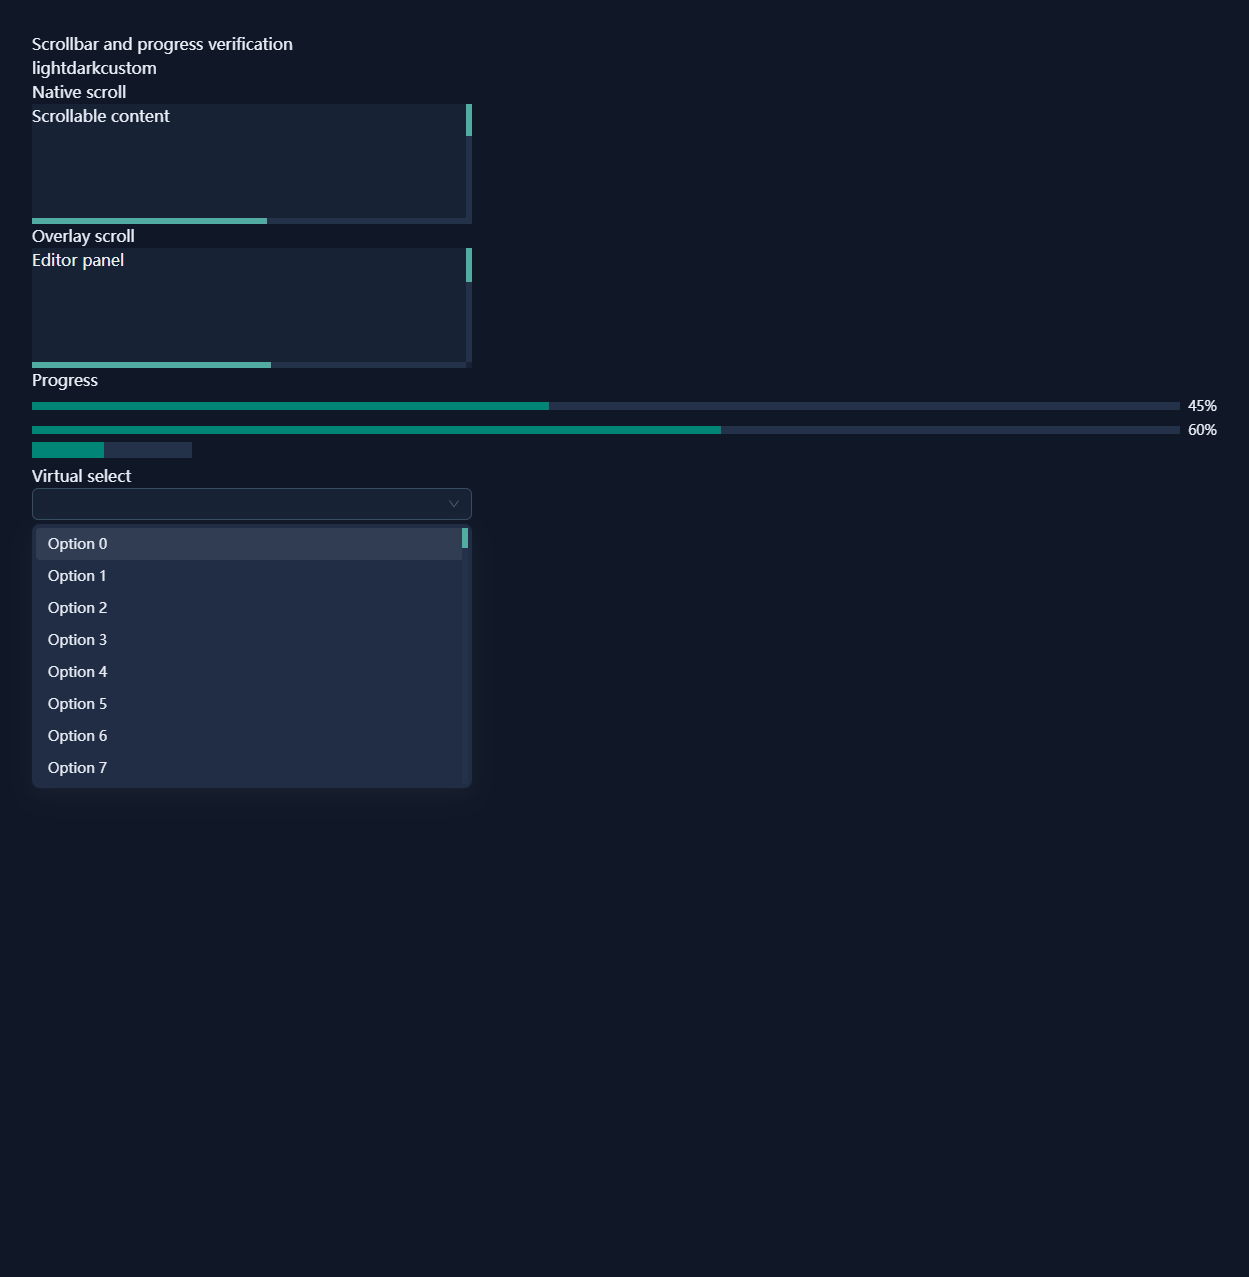 Scrollbar and progress verification
lightdarkcustom
Native scroll
Scrollable content
Overlay scroll
Editor panel
Progress
45%
60%
Virtual select
Option 0
Option 1
Option 2
Option 3
Option 4
Option 5
Option 6
Option 7